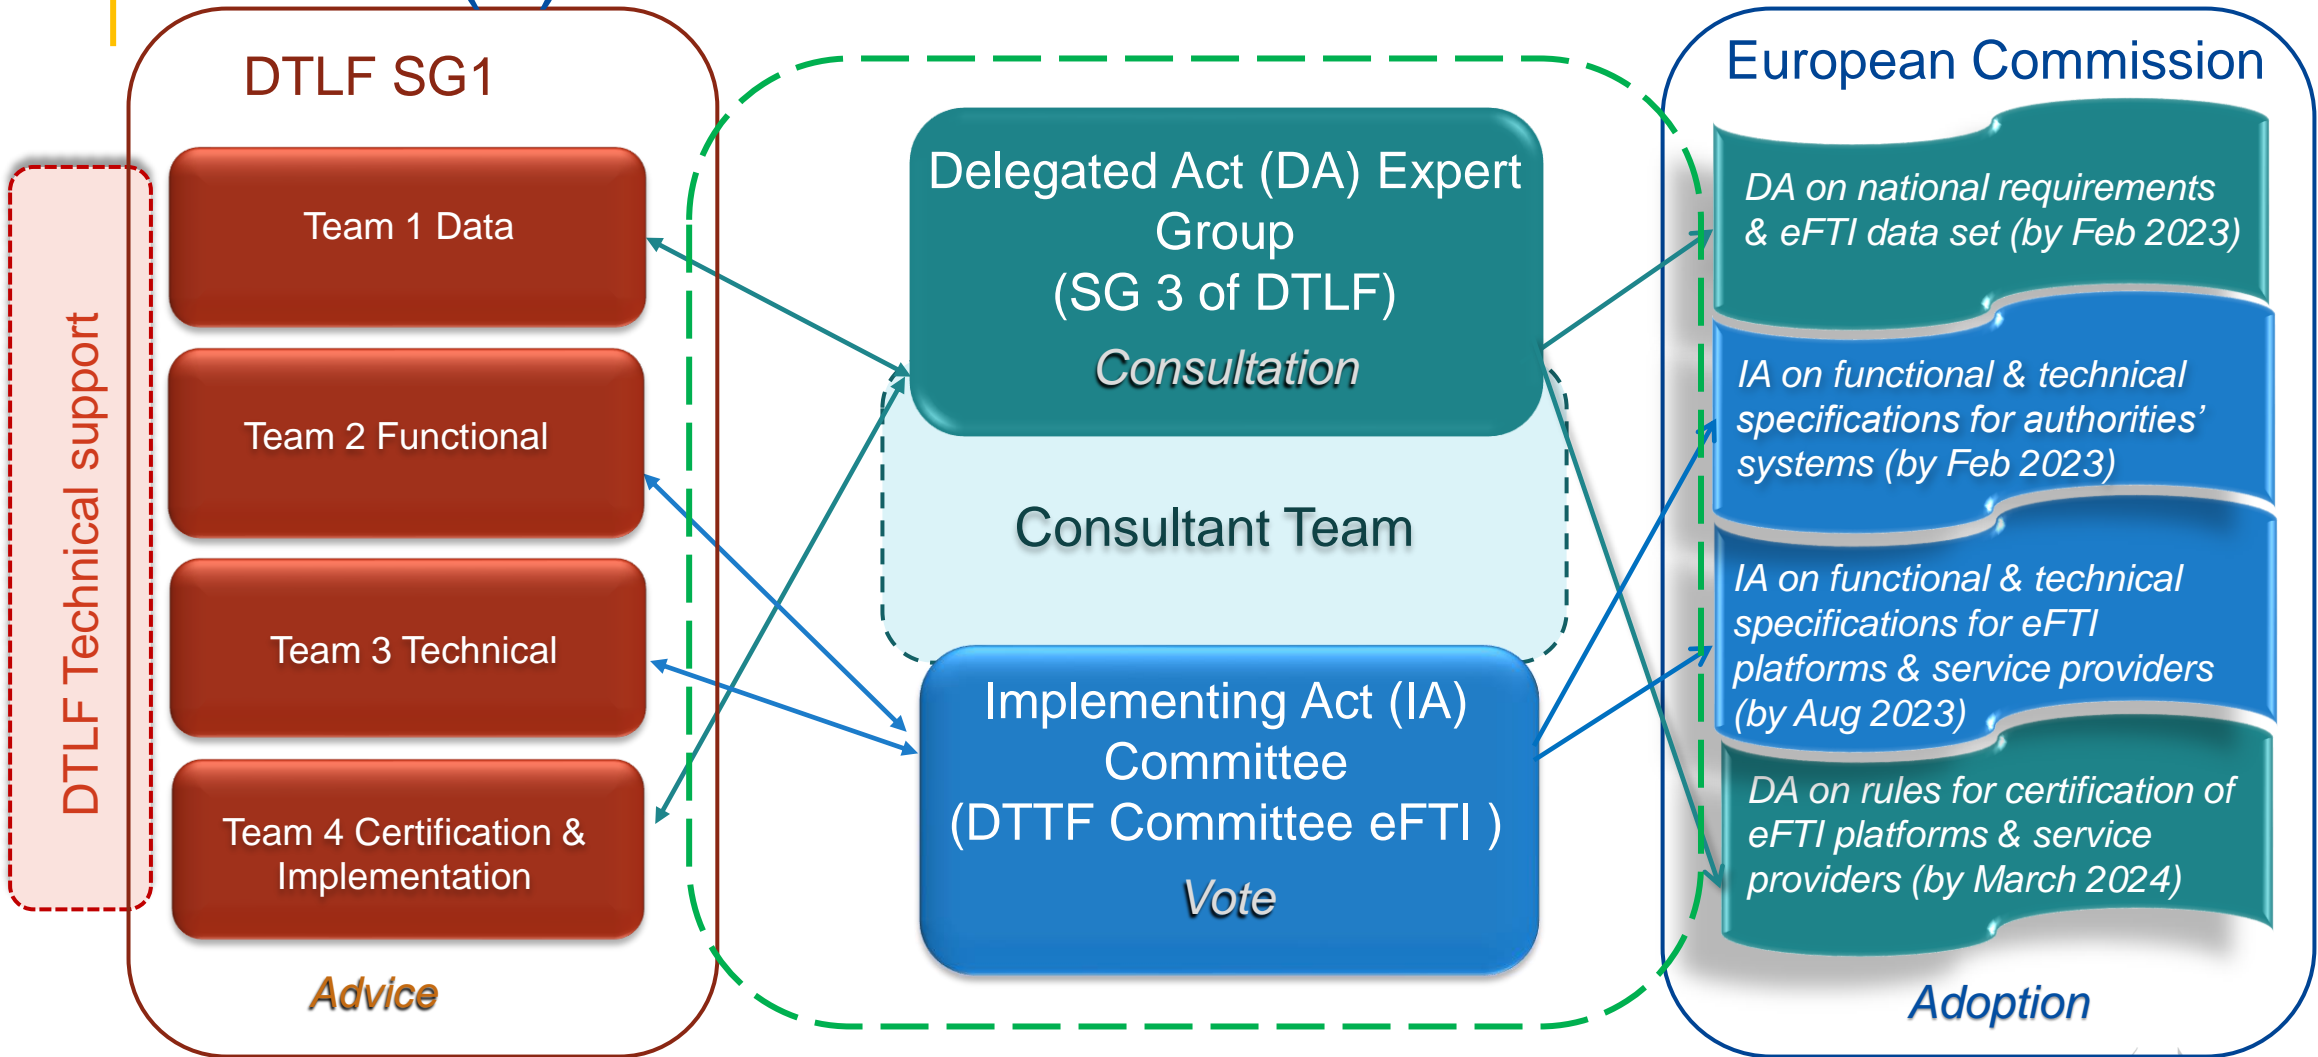 DTLF SG1
DTLF Technical support
Team 1 Data
Team 2 Functional
Team 3 Technical
Team 4 Certification &
Implementation
Advice
Delegated Act (DA) Expert
Group
(SG 3 of DTLF)
Consultation
Consultant Team
Implementing Act (IA)
Committee
(DTTF Committee eFTI )
Vote
European Commission
DA on national requirements
& eFTI data set (by Feb 2023)
IA on functional & technical
specifications for authorities’
systems (by Feb 2023)
IA on functional & technical
specifications for eFTI
platforms & service providers
(by Aug 2023)
DA on rules for certification of
eFTI platforms & service
providers (by March 2024)
Adoption